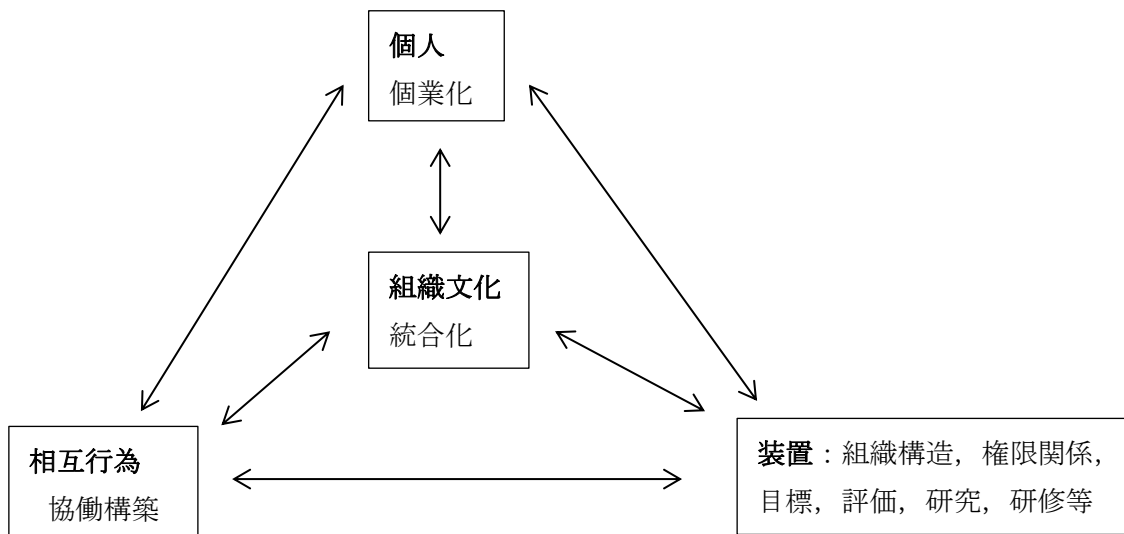 個人
個業化
組織文化
統合化
相互行為
協働構築
装置：組織構造，権限関係，
目標，評価，研究，研修等